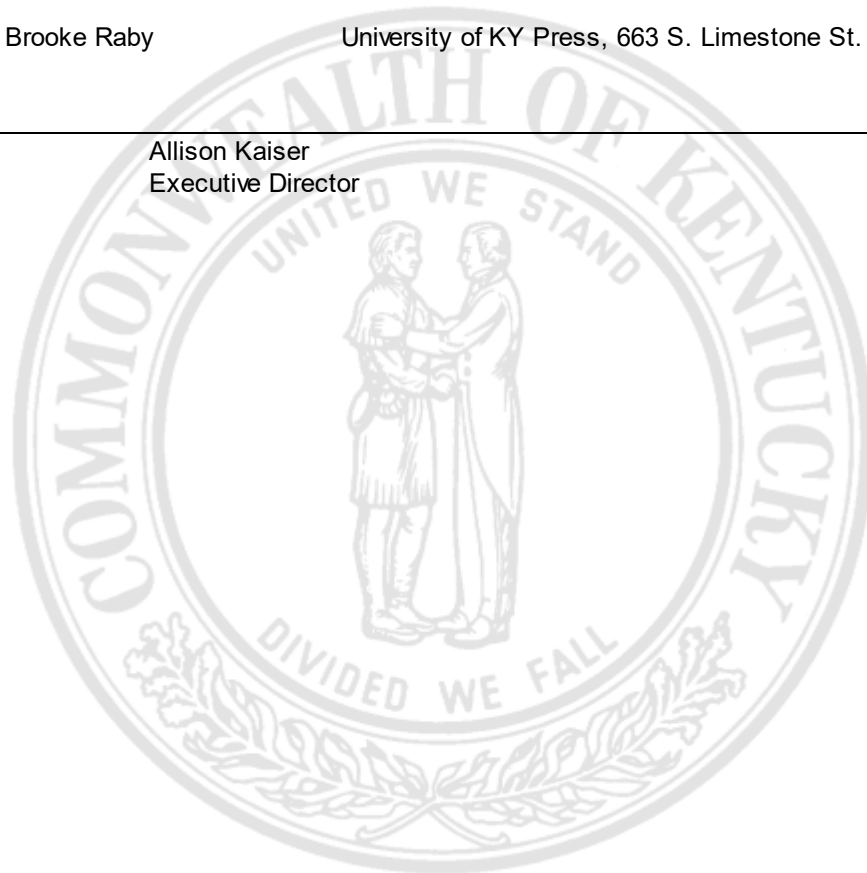 Brooke Raby University of KY Press, 663 S. Limestone St.
Allison Kaiser
Executive Director
COMMONWEALTH OF KENTUCKY
UNITED WE STAND
DIVIDED WE FALL